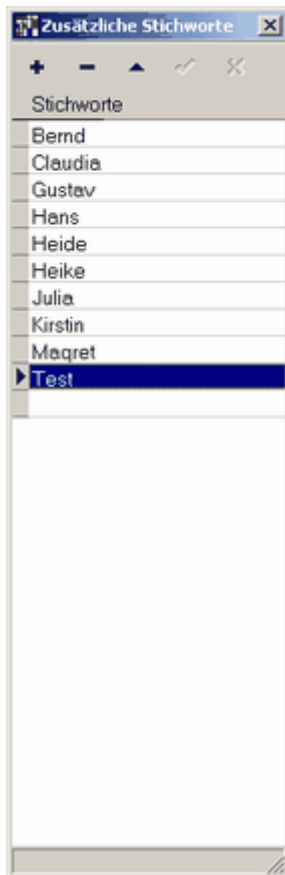 Zusätzliche Stichworte
Stichworte
Bernd
Claudia
Gustav
Hans
Heide
Heike
Julia
Kirstin
Magret
Test